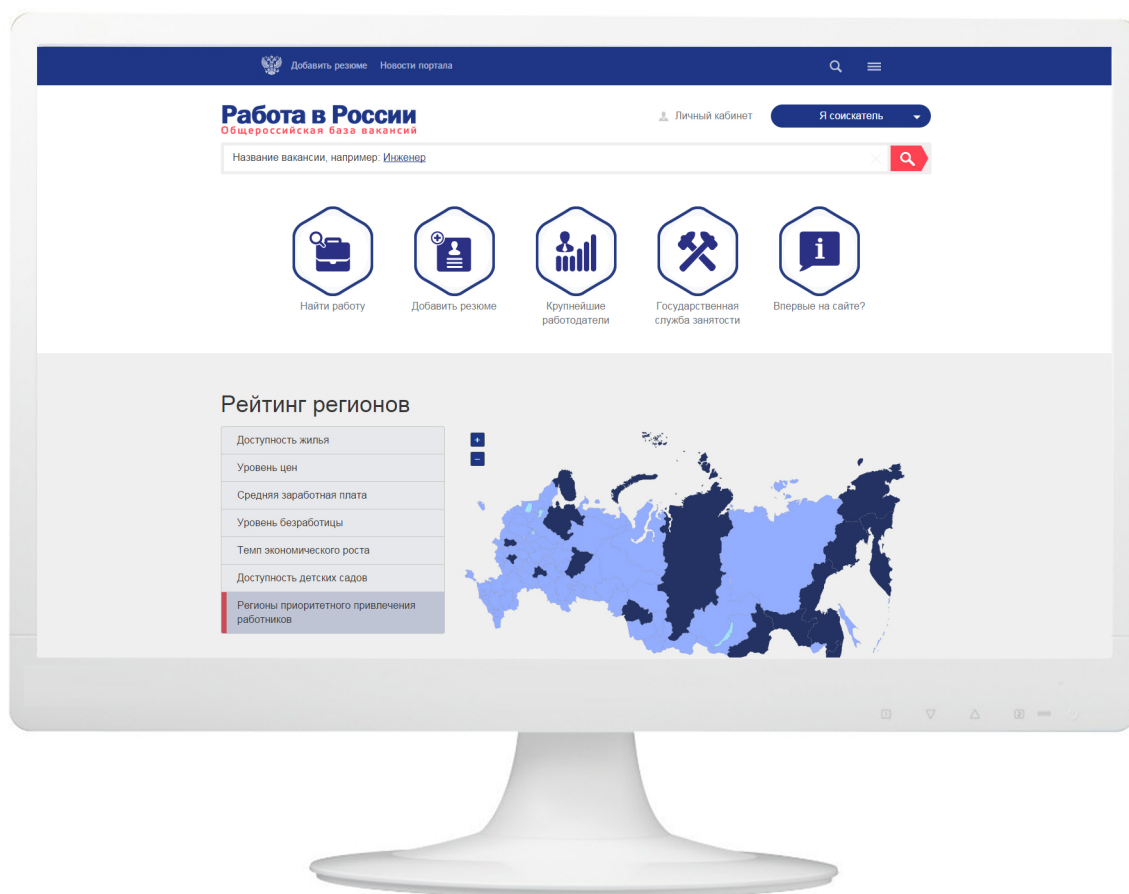 Добавить резюме Новости портала
Работа в России
Общероссийская база вакансий
Личный кабинет
Я соискатель
Название вакансии, например: Инженер
Найти работу
Добавить резюме
Крупнейшие
работодатели
Государственная
служба занятости
Впервые на сайте?
Рейтинг регионов
Доступность жилья
Уровень цен
Средняя заработная плата
Уровень безработицы
Темп экономического роста
Доступность детских садов
Регионы приоритетного привлечения
работников